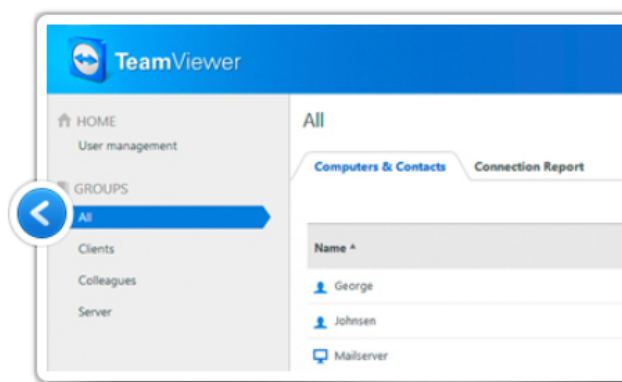 TeamViewer
HOME
User management
GROUPS
All
Clients
Colleagues
Server
All
Computers & Contacts
Connection Report
Name
George
Johnsen
Mailserver